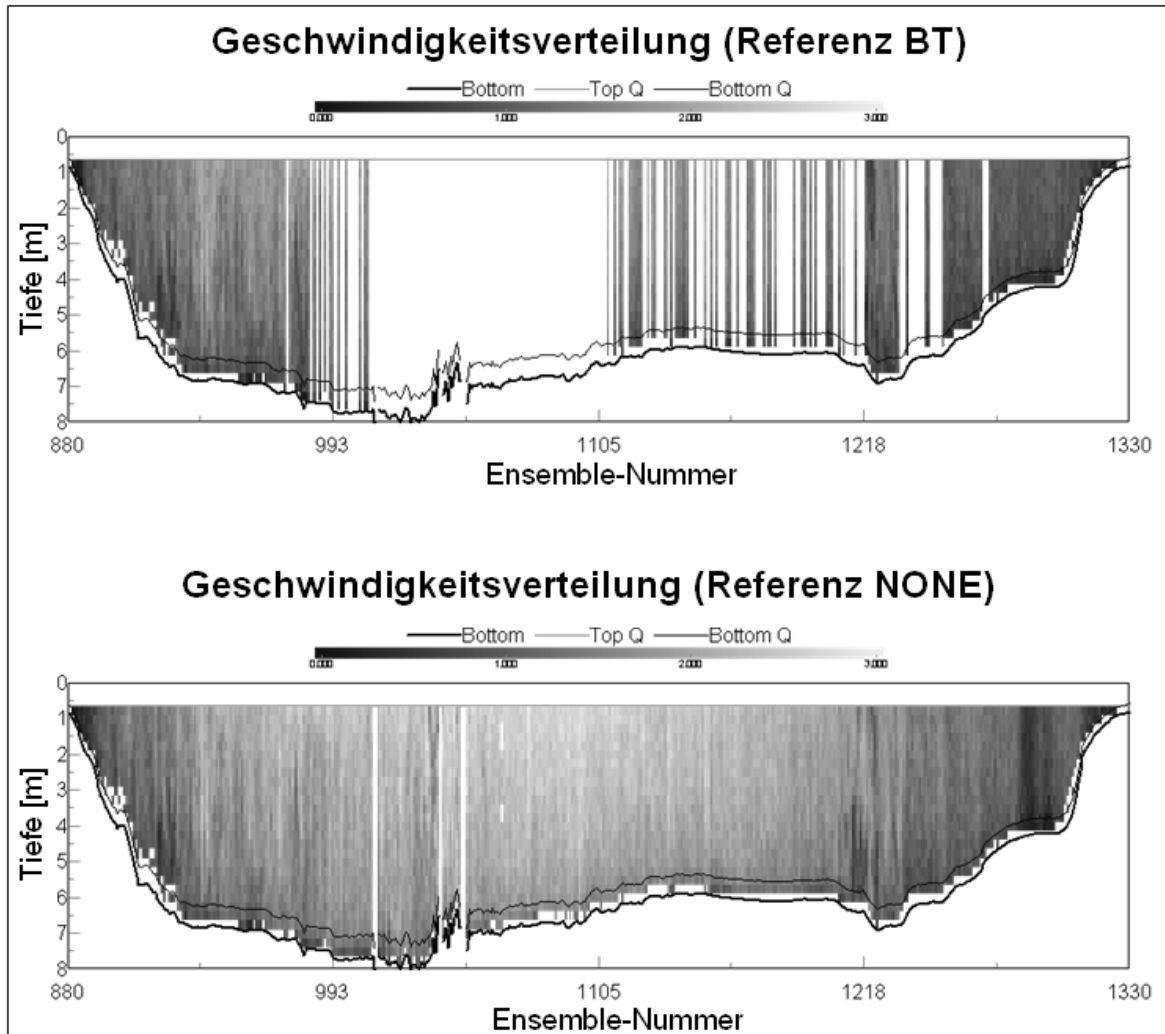 Geschwindigkeitsverteilung (Referenz BT)
Bottom Top Q Bottom Q
0.000 1.000 2.000 3.000
0
1
2
3
4
5
6
7
8
Tiefe [m]
880 993 1105 1218 1330
Ensemble-Nummer
Geschwindigkeitsverteilung (Referenz NONE)
Bottom Top Q Bottom Q
0.000 1.000 2.000 3.000
0
1
2
3
4
5
6
7
8
Tiefe [m]
880 993 1105 1218 1330
Ensemble-Nummer